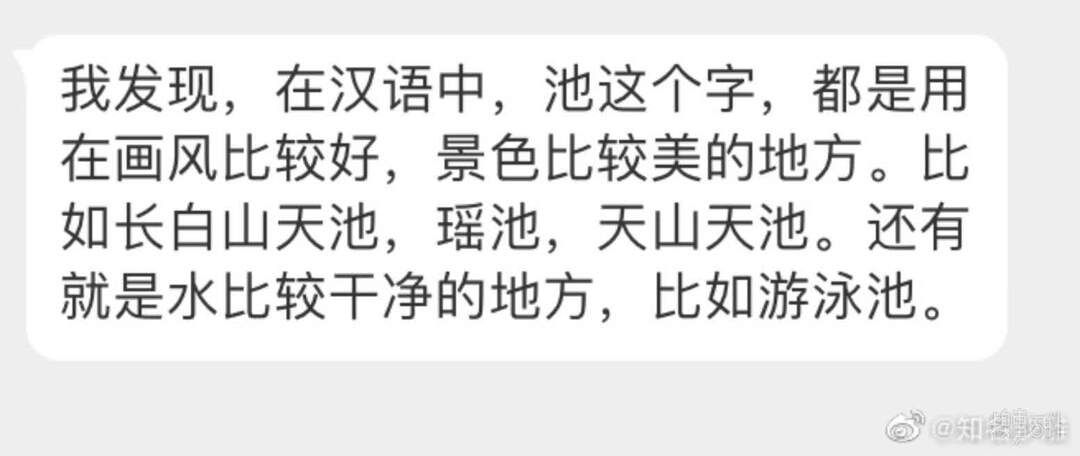 我发现，在汉语中，池这个字，都是用
在画风比较好，景色比较美的地方。比
如长白山天池，瑶池，天山天池。还有
就是水比较干净的地方，比如游泳池。